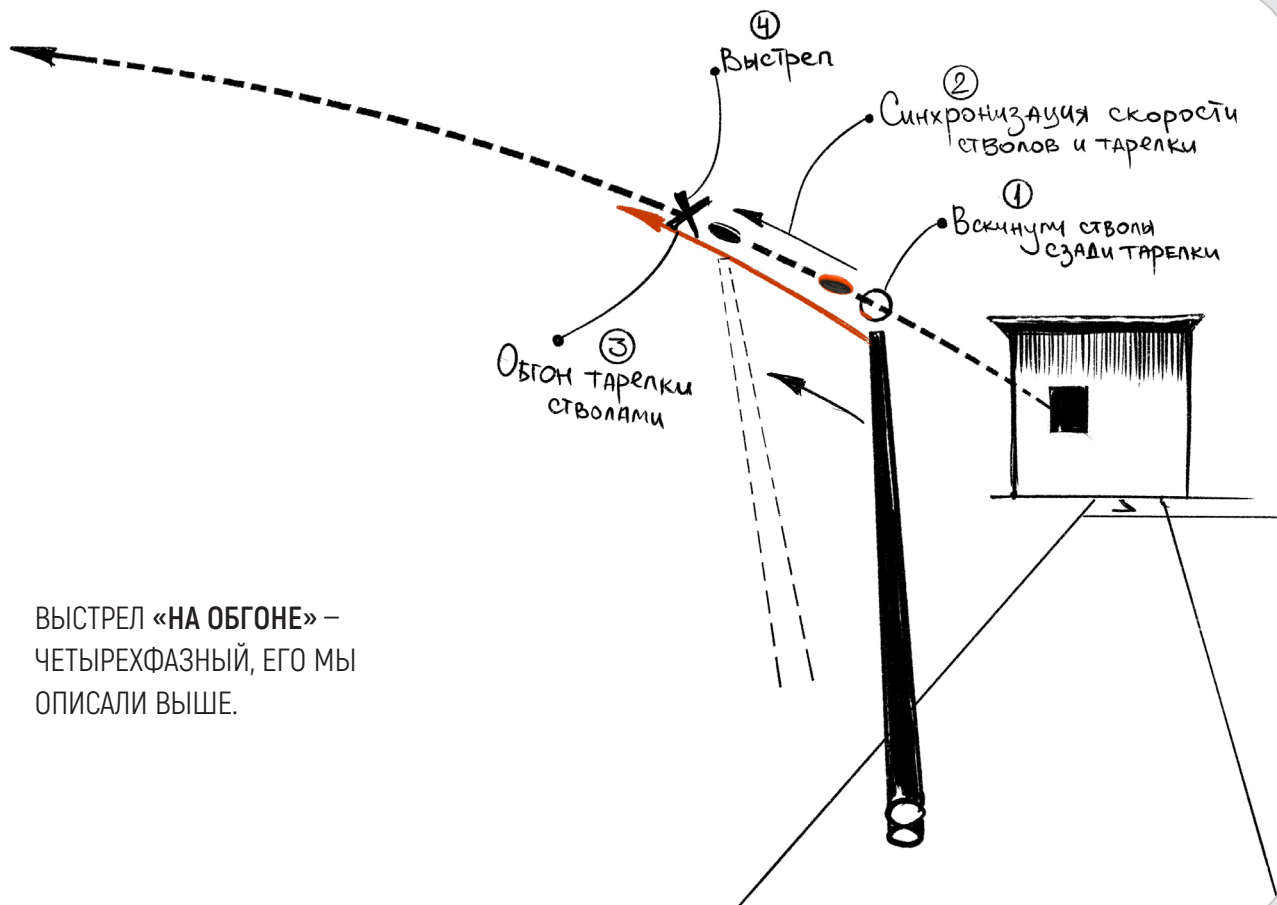 ④
Выстрел
②
Синхронизация скорости
стволов и тарелки
①
Вскинули стволы
сзади тарелки
③
Обгон тарелки
стволами
ВЫСТРЕЛ «НА ОБГОНЕ» –
ЧЕТЫРЕХФАЗНЫЙ, ЕГО МЫ
ОПИСАЛИ ВЫШЕ.